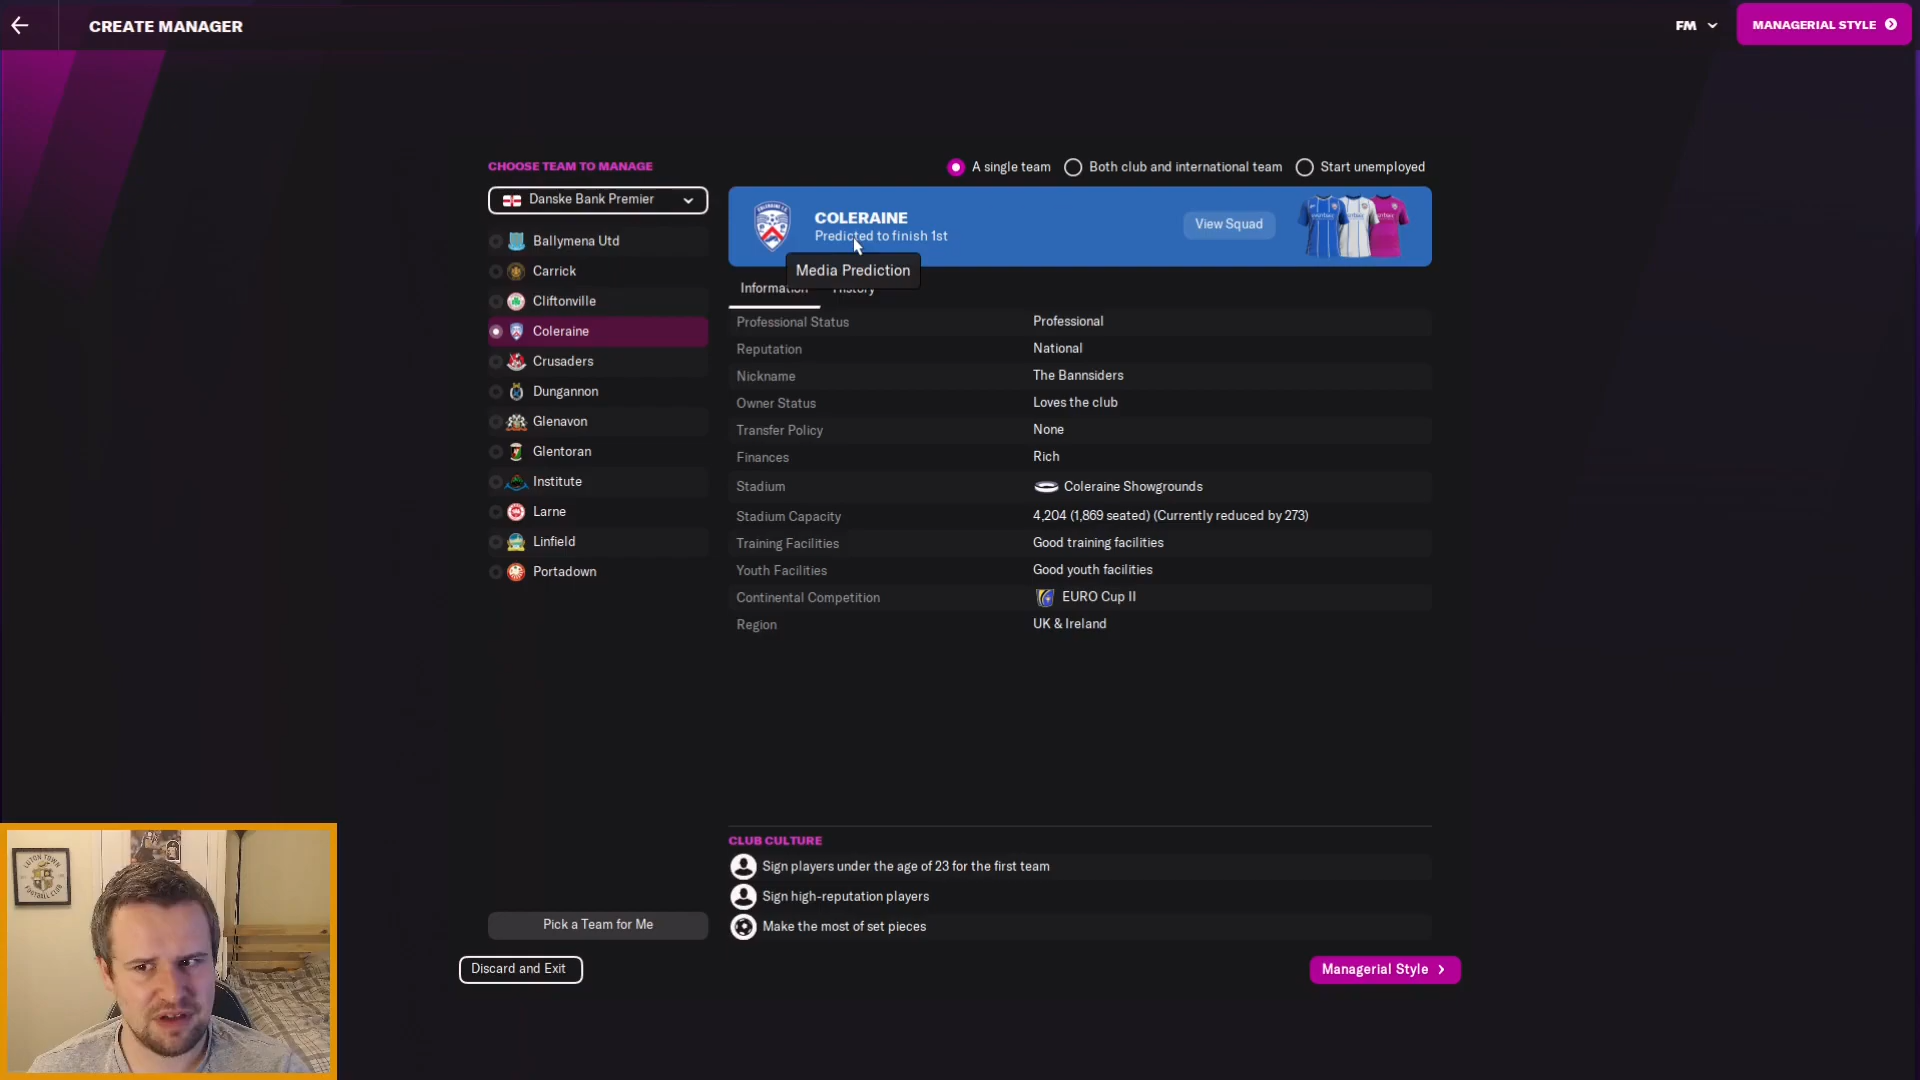 CREATE MANAGER
FM
MANAGERIAL STYLE
CHOOSE TEAM TO MANAGE
A single team
Both club and international team
Start unemployed
Danske Bank Premier
Ballymena Utd
Carrick
Cliftonville
Coleraine
Crusaders
Dungannon
Glenavon
Glentoran
Institute
Larne
Linfield
Portadown
COLERAINE
Predicted to finish 1st
View Squad
Media Prediction
Information
History
Professional Status Professional
Reputation National
Nickname The Bannsiders
Owner Status Loves the club
Transfer Policy None
Finances Rich
Stadium Coleraine Showgrounds
Stadium Capacity 4,204 (1,869 seated) (Currently reduced by 273)
Training Facilities Good training facilities
Youth Facilities Good youth facilities
Continental Competition EURO Cup II
Region UK & Ireland
CLUB CULTURE
Sign players under the age of 23 for the first team
Sign high-reputation players
Make the most of set pieces
Pick a Team for Me
Discard and Exit
Managerial Style
LUTON TOWN
FOOTBALL CLUB